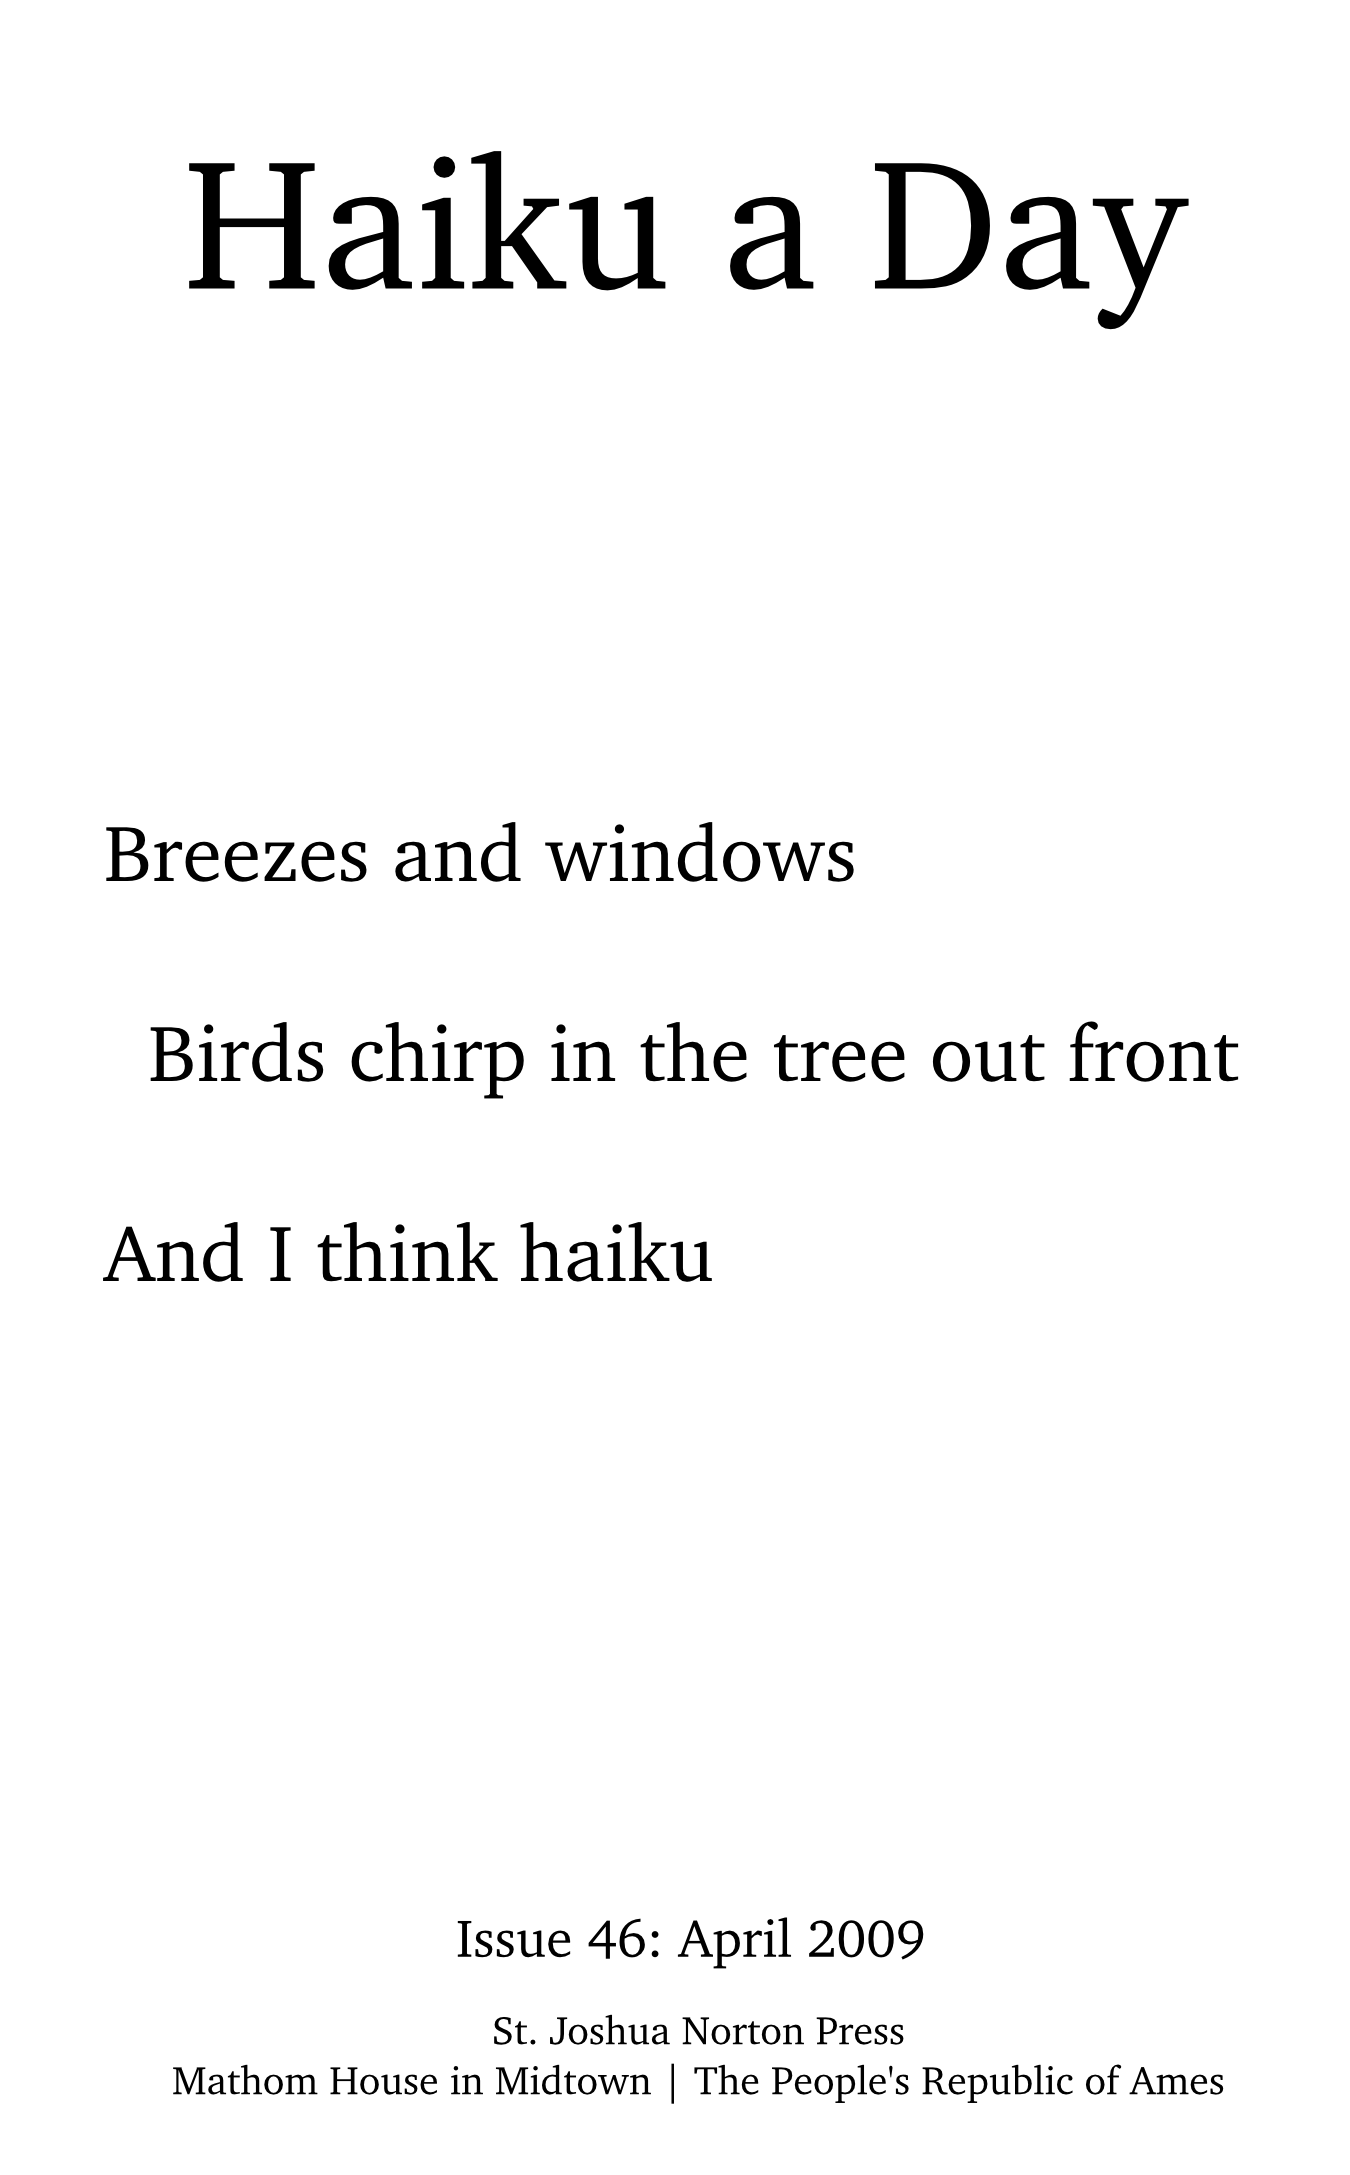 Haiku a Day
Breezes and windows
Birds chirp in the tree out front
And I think haiku
Issue 46: April 2009
St. Joshua Norton Press
Mathom House in Midtown | The People's Republic of Ames